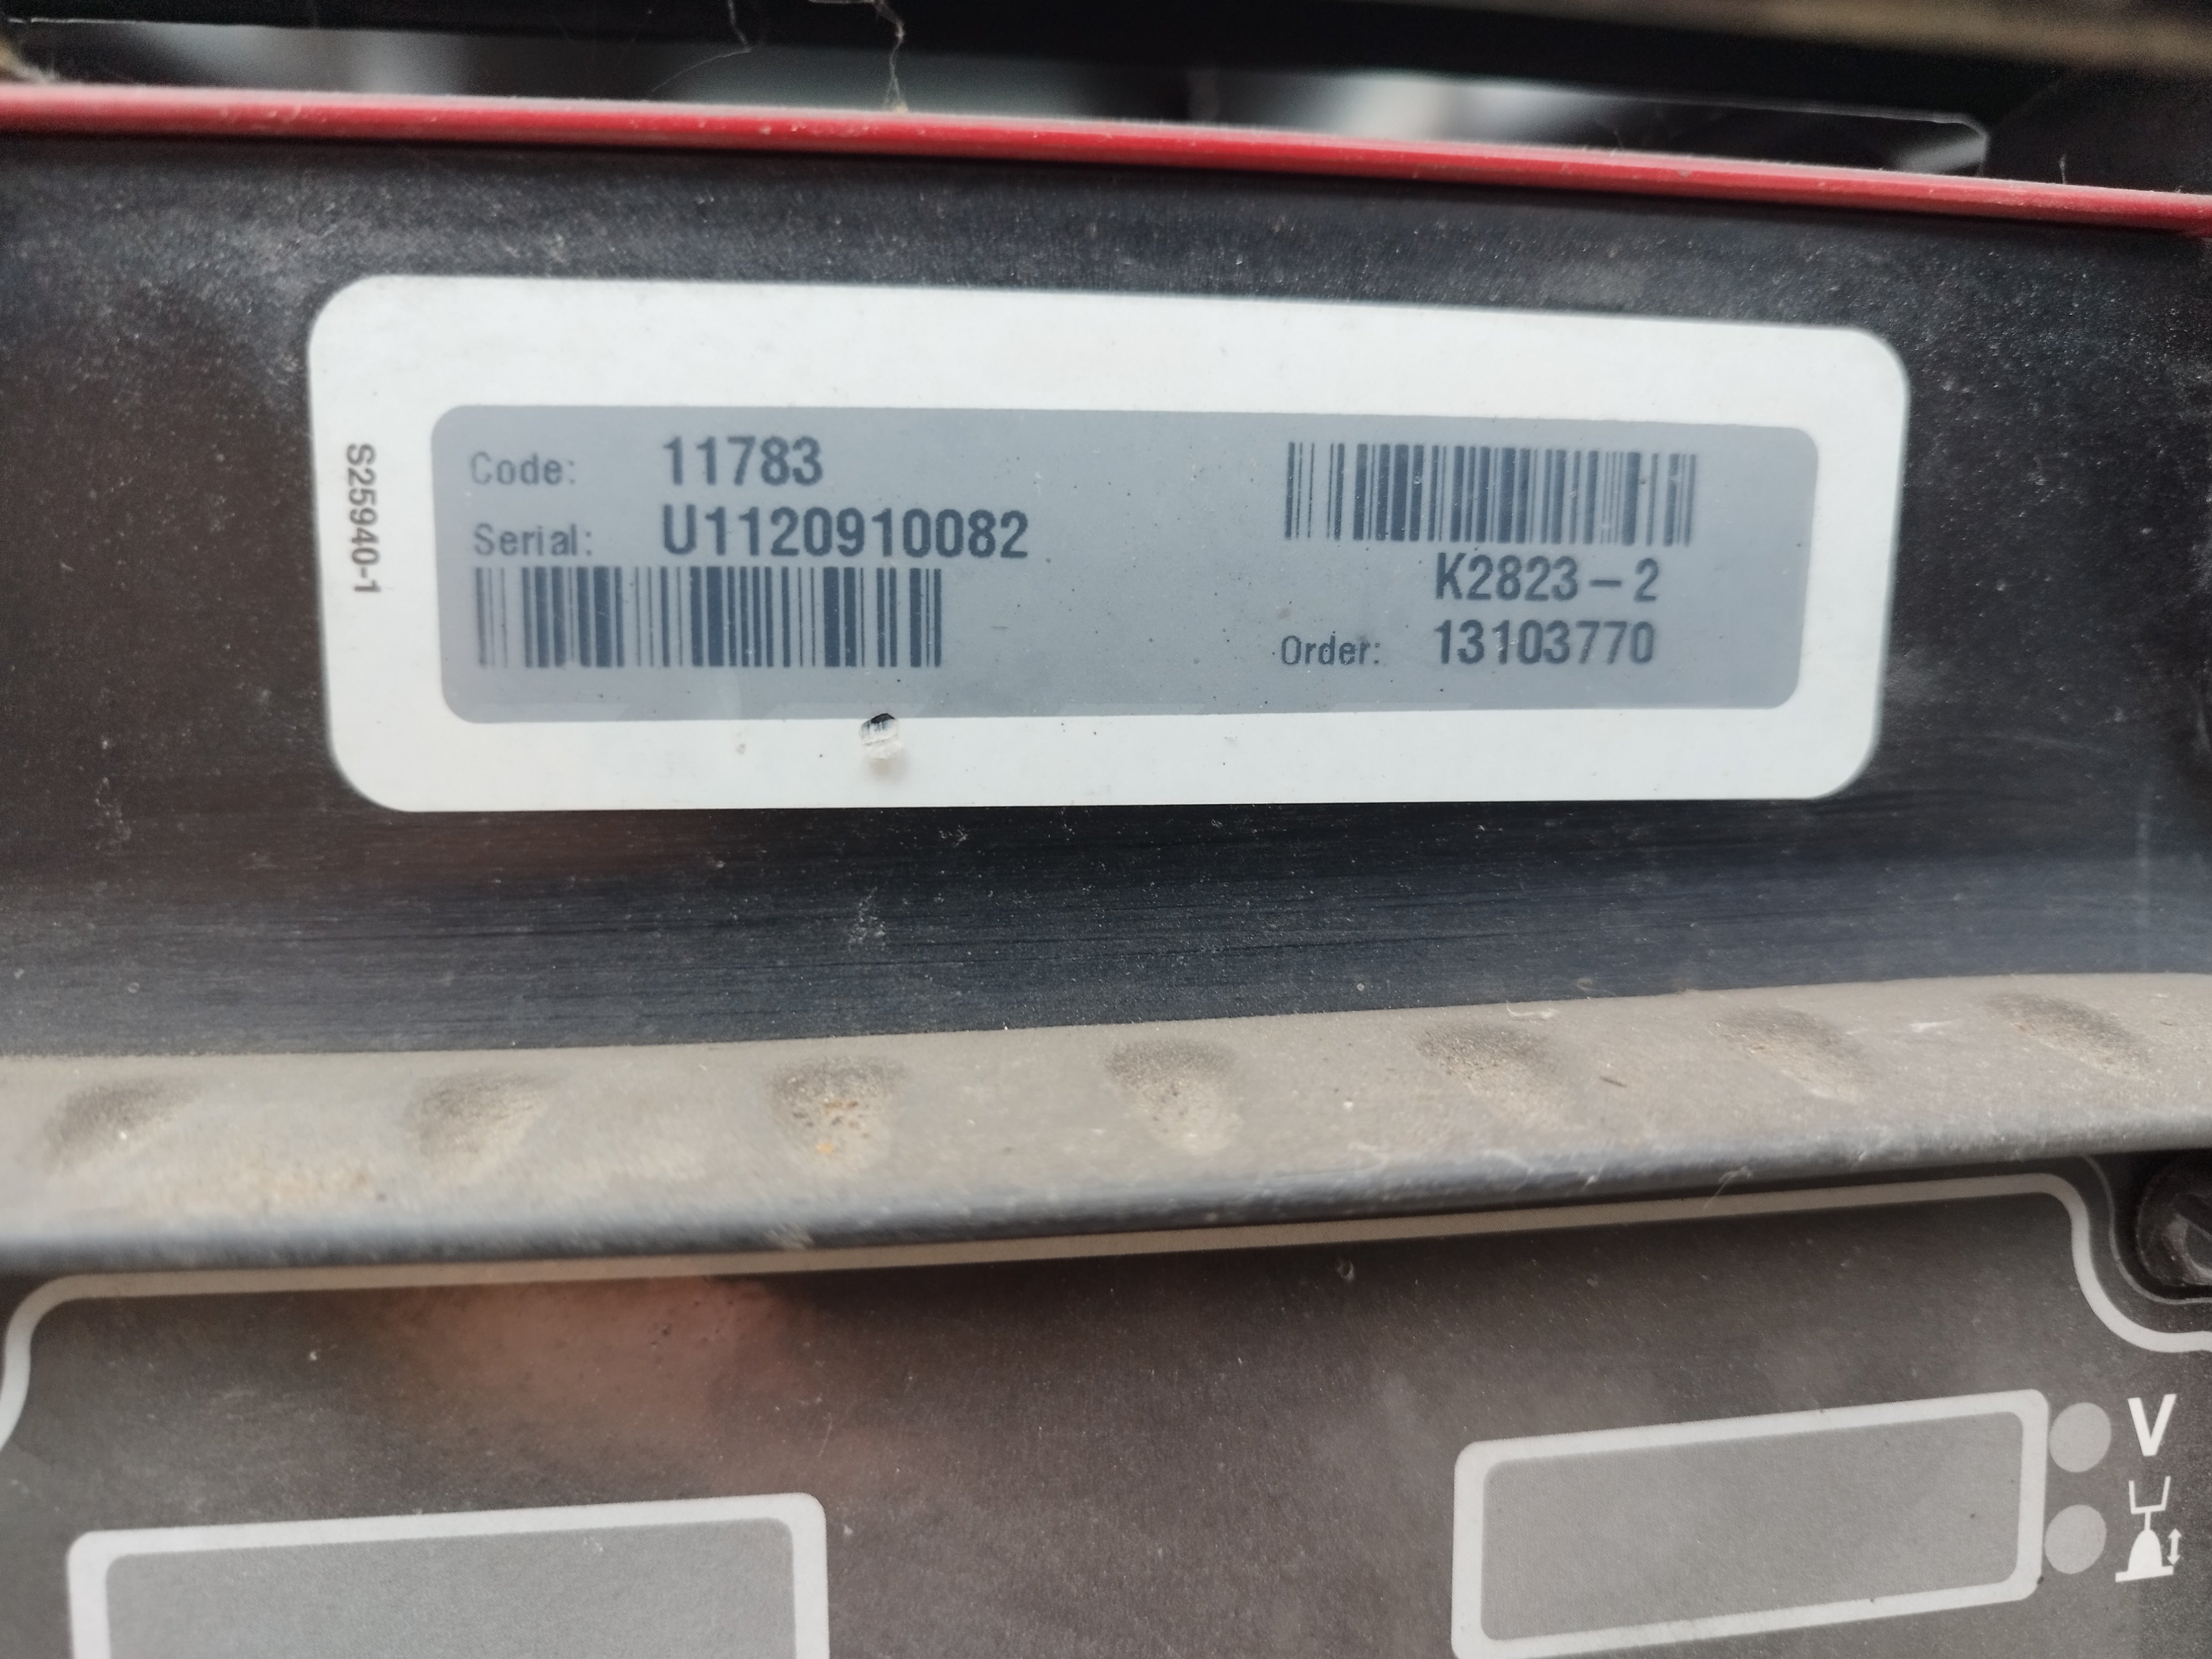 S25940-1
Code: 11783
Serial: U1120910082
K2823-2
Order: 13103770
V